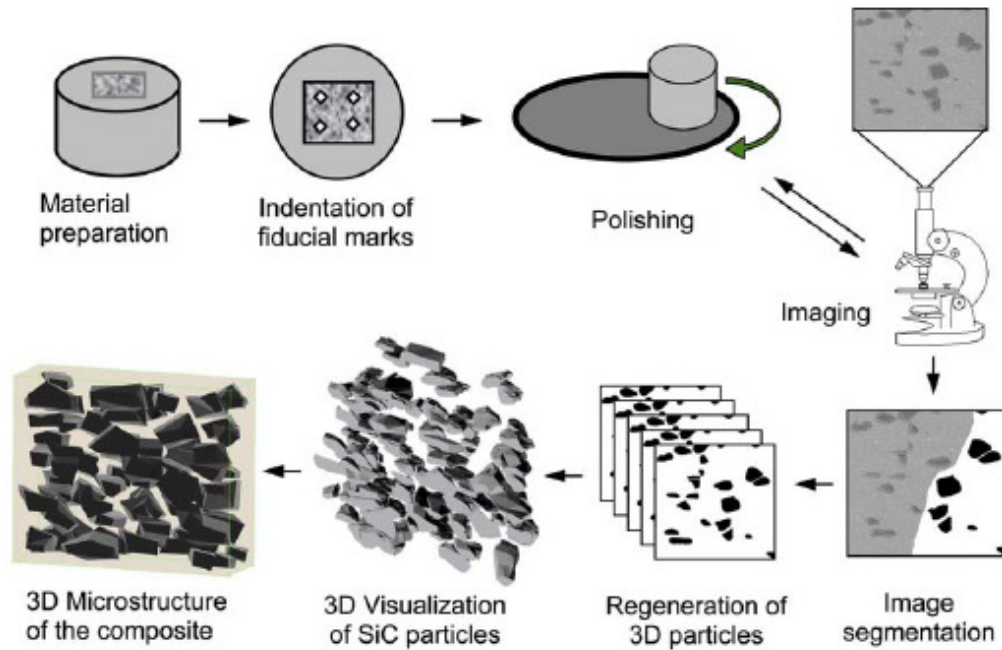 Material
preparation
Indentation of
fiducial marks
Polishing
Imaging
3D Microstructure
of the composite
3D Visualization
of SiC particles
Regeneration of
3D particles
Image
segmentation